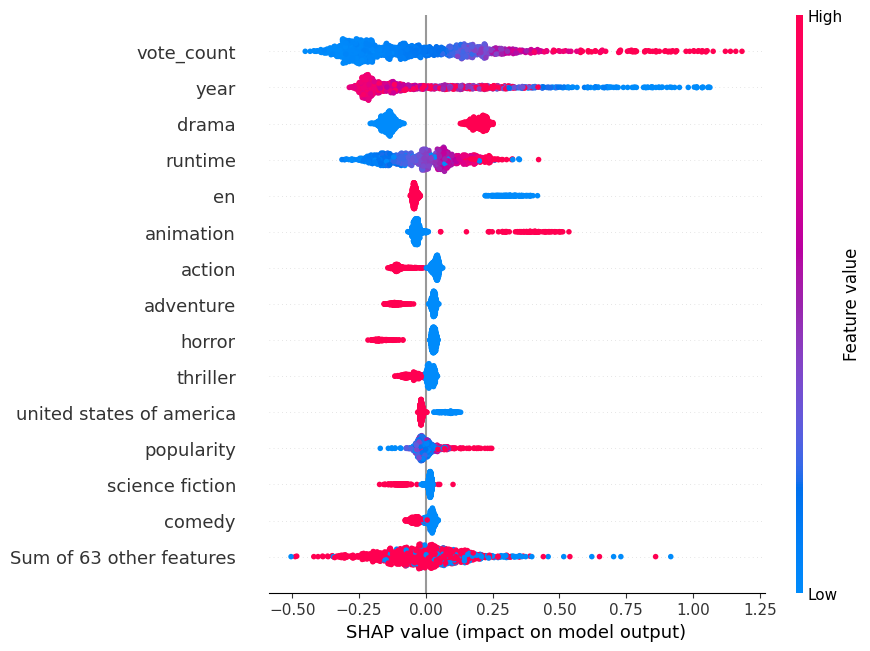 High
vote_count
year
drama
runtime
en
animation
action
adventure
horror
thriller
united states of america
popularity
science fiction
comedy
Sum of 63 other features
Feature value
Low
−0.50 −0.25 0.00 0.25 0.50 0.75 1.00 1.25
SHAP value (impact on model output)